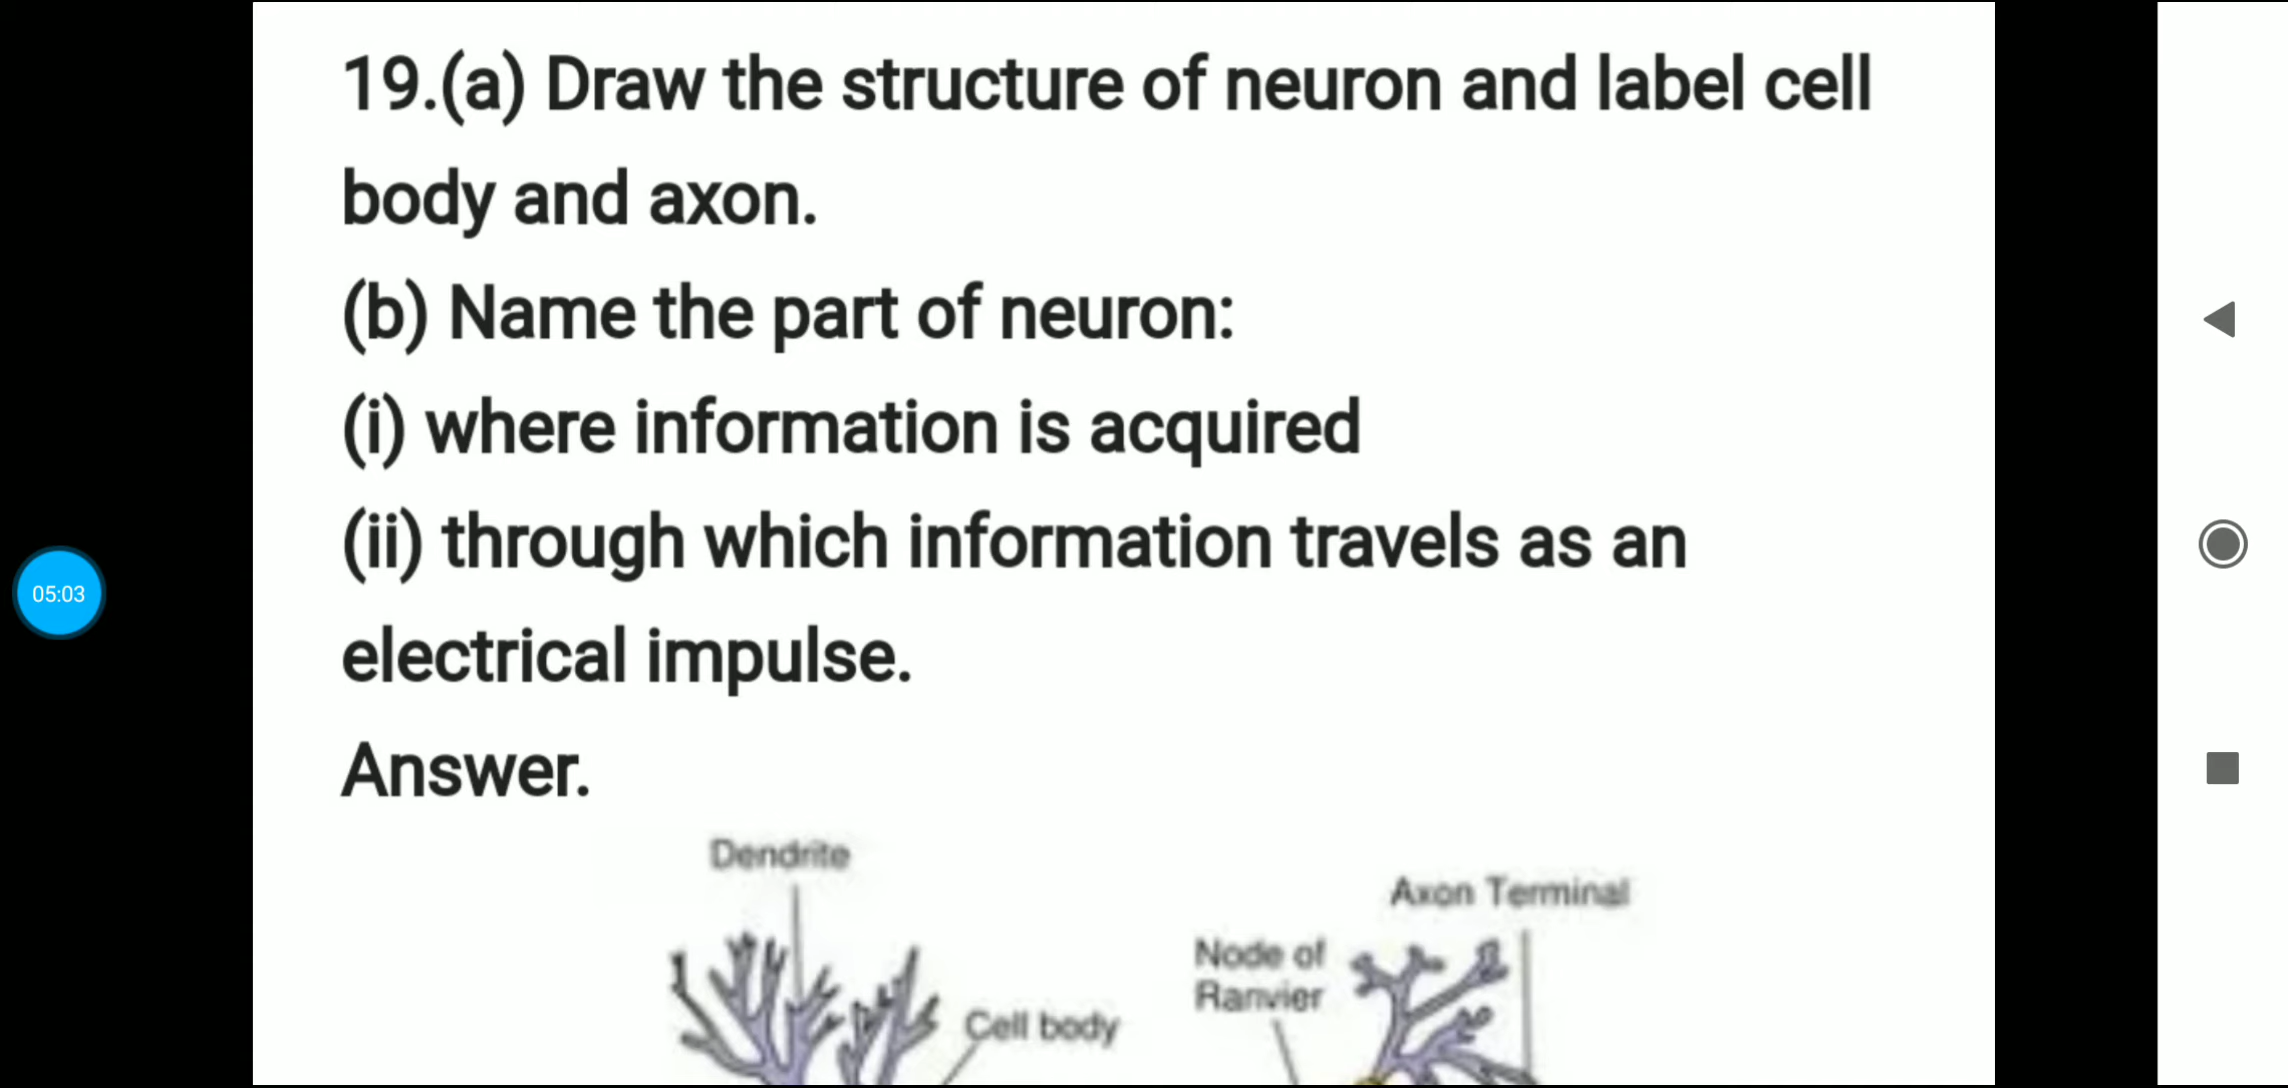 19.(a) Draw the structure of neuron and label cell
body and axon.
(b) Name the part of neuron:
(i) where information is acquired
(ii) through which information travels as an
electrical impulse.
Answer.
Dendrite
Axon Terminal
Node of
Ranvier
Cell body
05:03